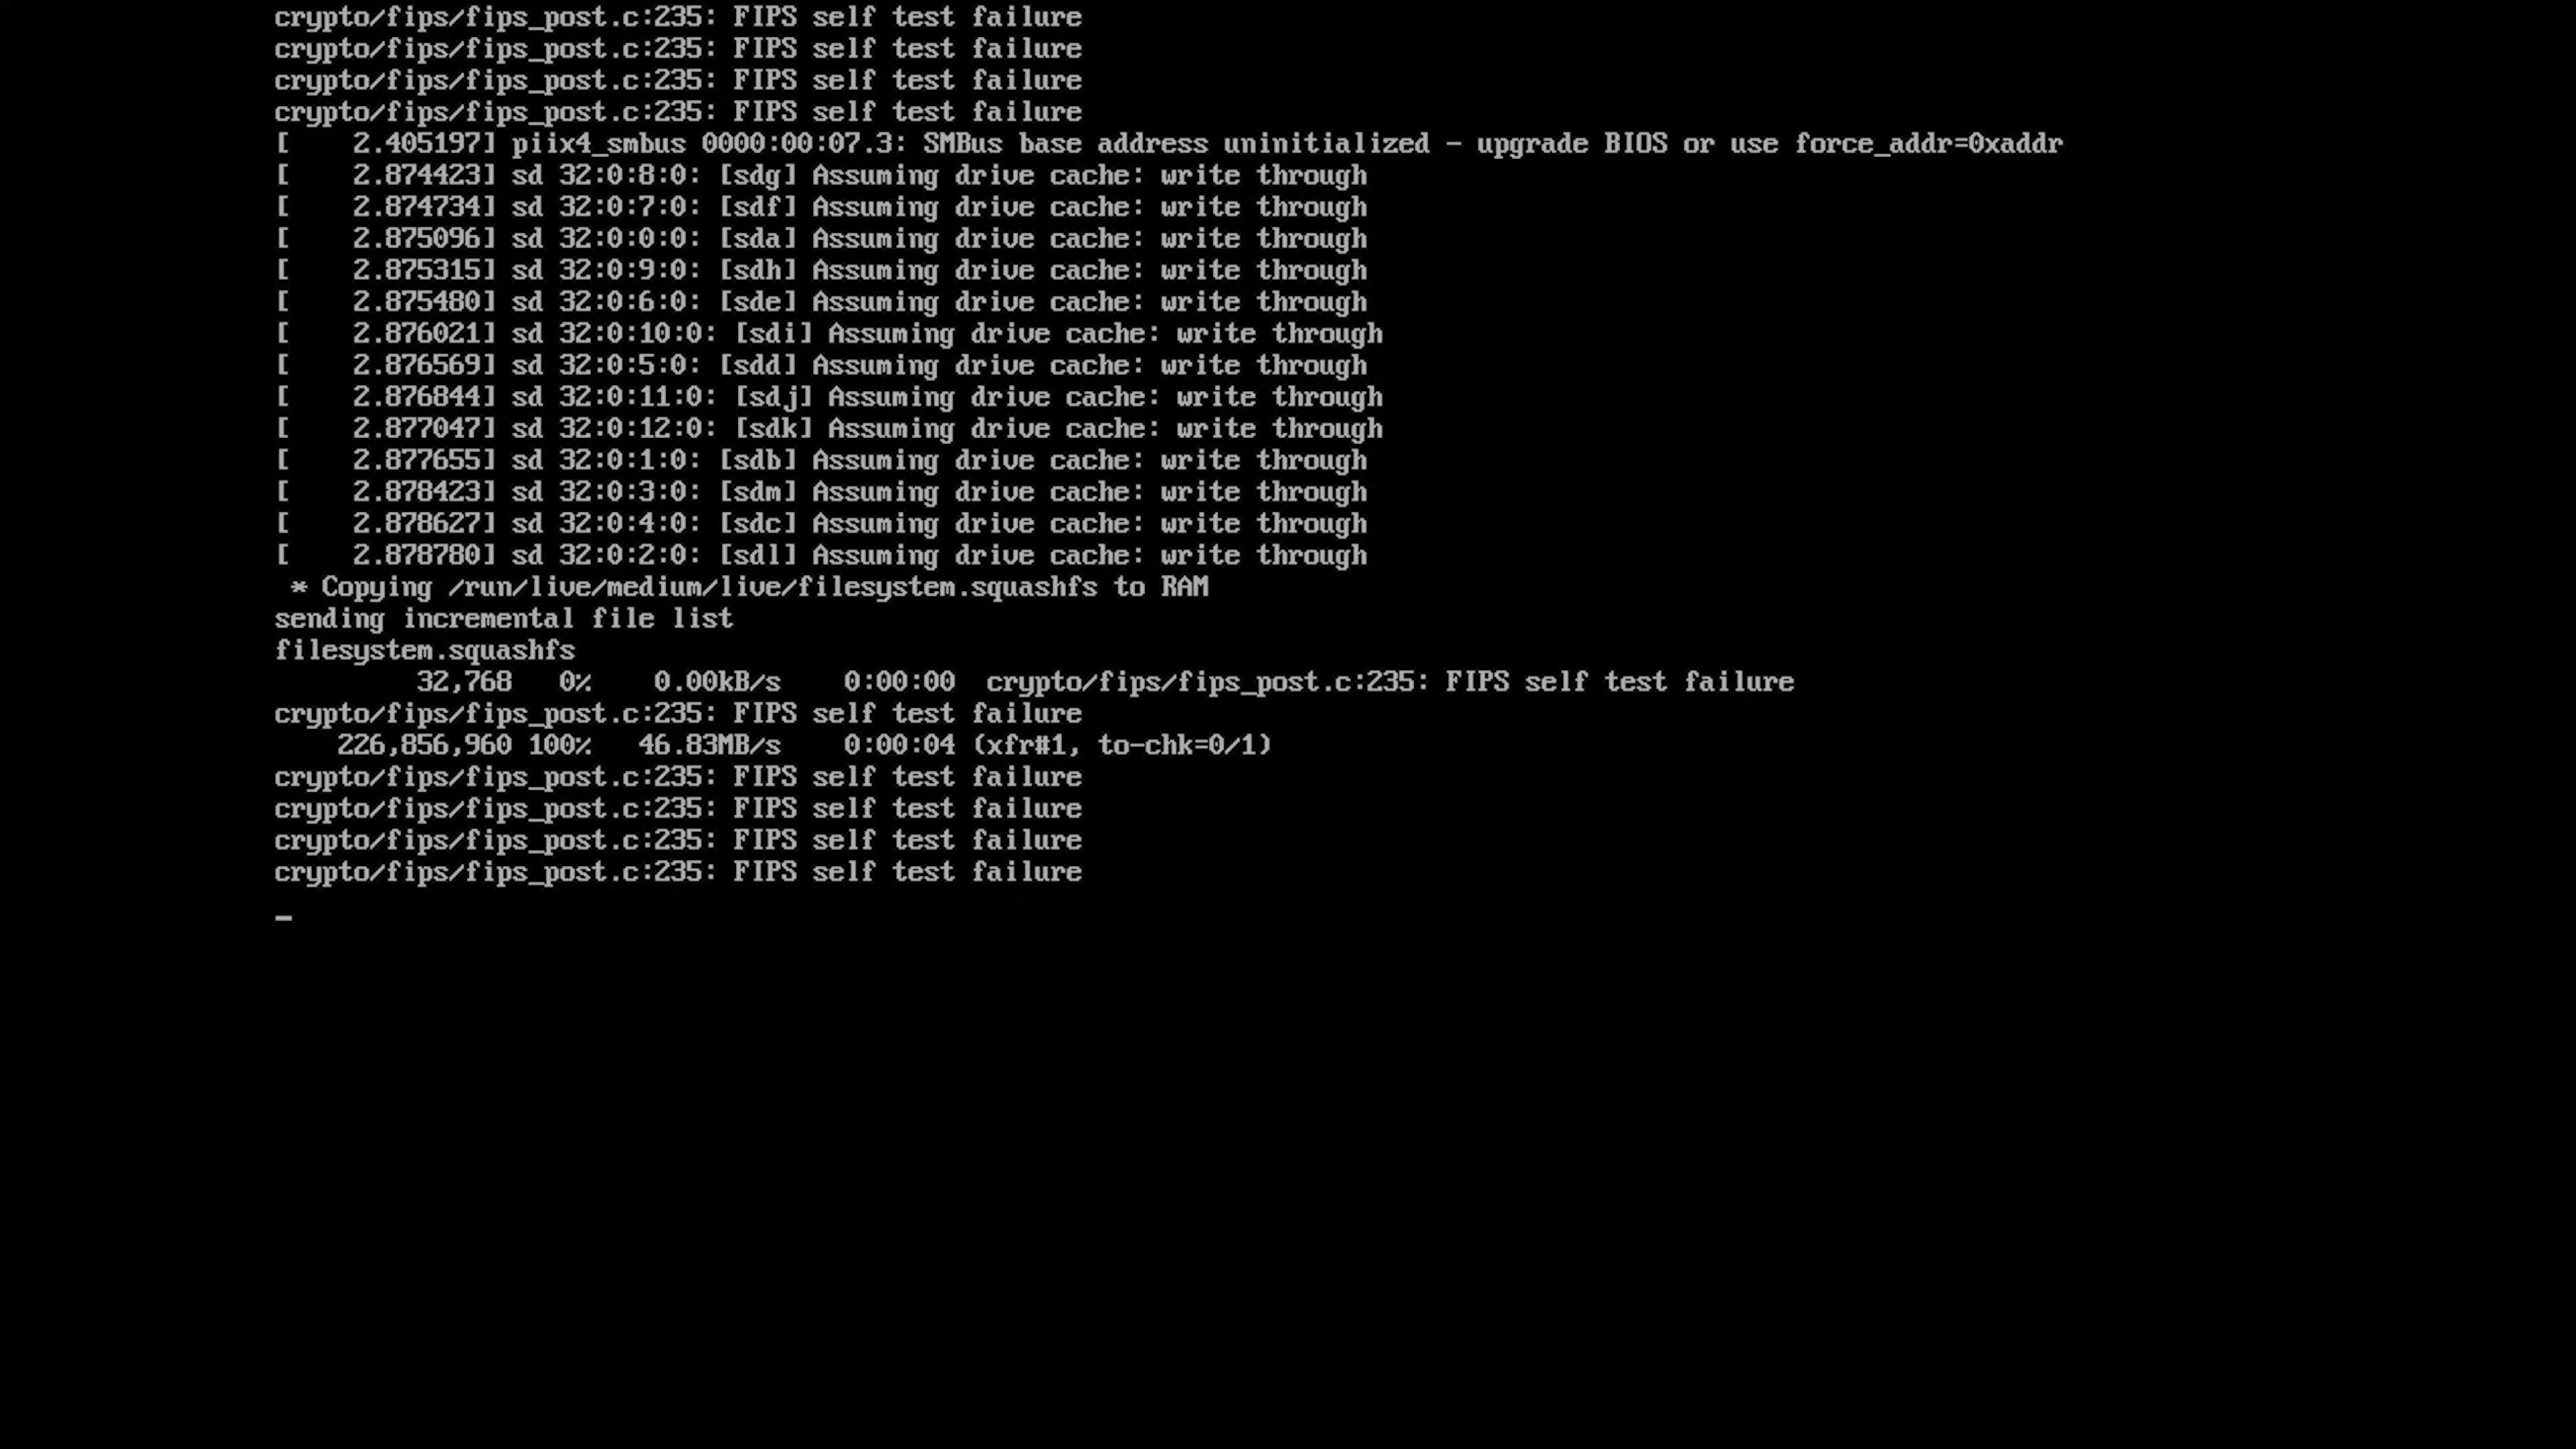 crypto/fips/fips_post.c:235: FIPS self test failure
crypto/fips/fips_post.c:235: FIPS self test failure
crypto/fips/fips_post.c:235: FIPS self test failure
crypto/fips/fips_post.c:235: FIPS self test failure
[    2.405197] piix4_smbus 0000:00:07.3: SMBus base address uninitialized - upgrade BIOS or use force_addr=0xaddr
[    2.874423] sd 32:0:8:0: [sdg] Assuming drive cache: write through
[    2.874734] sd 32:0:7:0: [sdf] Assuming drive cache: write through
[    2.875096] sd 32:0:0:0: [sda] Assuming drive cache: write through
[    2.875315] sd 32:0:9:0: [sdh] Assuming drive cache: write through
[    2.875480] sd 32:0:6:0: [sde] Assuming drive cache: write through
[    2.876021] sd 32:0:10:0: [sdi] Assuming drive cache: write through
[    2.876569] sd 32:0:5:0: [sdd] Assuming drive cache: write through
[    2.876844] sd 32:0:11:0: [sdj] Assuming drive cache: write through
[    2.877047] sd 32:0:12:0: [sdk] Assuming drive cache: write through
[    2.877655] sd 32:0:1:0: [sdb] Assuming drive cache: write through
[    2.878423] sd 32:0:3:0: [sdm] Assuming drive cache: write through
[    2.878627] sd 32:0:4:0: [sdc] Assuming drive cache: write through
[    2.878780] sd 32:0:2:0: [sdl] Assuming drive cache: write through
 * Copying /run/live/medium/live/filesystem.squashfs to RAM
sending incremental file list
filesystem.squashfs
         32,768   0%    0.00kB/s    0:00:00  crypto/fips/fips_post.c:235: FIPS self test failure
crypto/fips/fips_post.c:235: FIPS self test failure
    226,856,960 100%   46.83MB/s    0:00:04 (xfr#1, to-chk=0/1)
crypto/fips/fips_post.c:235: FIPS self test failure
crypto/fips/fips_post.c:235: FIPS self test failure
crypto/fips/fips_post.c:235: FIPS self test failure
crypto/fips/fips_post.c:235: FIPS self test failure
_